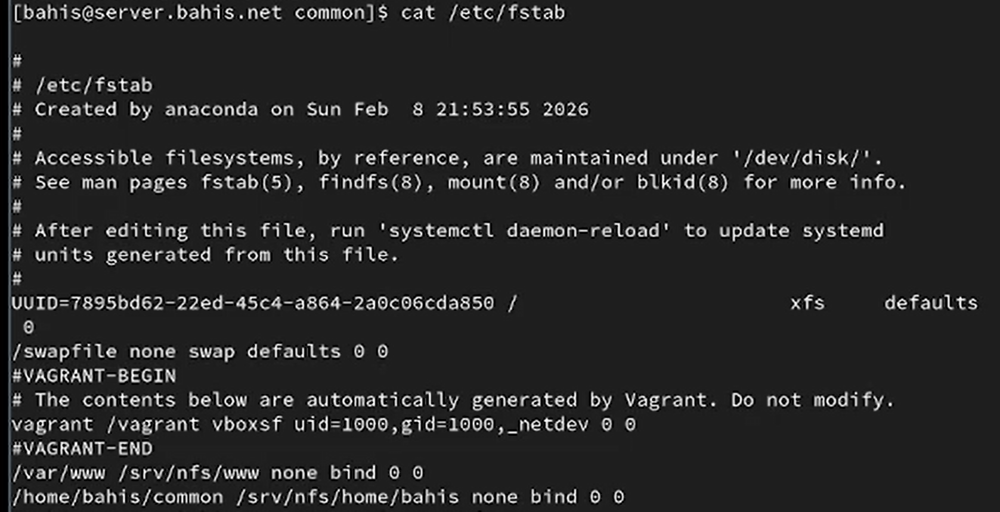 [bahis@server.bahis.net common]$ cat /etc/fstab
#
# /etc/fstab
# Created by anaconda on Sun Feb  8 21:53:55 2026
#
# Accessible filesystems, by reference, are maintained under '/dev/disk/'.
# See man pages fstab(5), findfs(8), mount(8) and/or blkid(8) for more info.
#
# After editing this file, run 'systemctl daemon-reload' to update systemd
# units generated from this file.
#
UUID=7895bd62-22ed-45c4-a864-2a0c06cda850 /                       xfs     defaults
 0
/swapfile none swap defaults 0 0
#VAGRANT-BEGIN
# The contents below are automatically generated by Vagrant. Do not modify.
vagrant /vagrant vboxsf uid=1000,gid=1000,_netdev 0 0
#VAGRANT-END
/var/www /srv/nfs/www none bind 0 0
/home/bahis/common /srv/nfs/home/bahis none bind 0 0